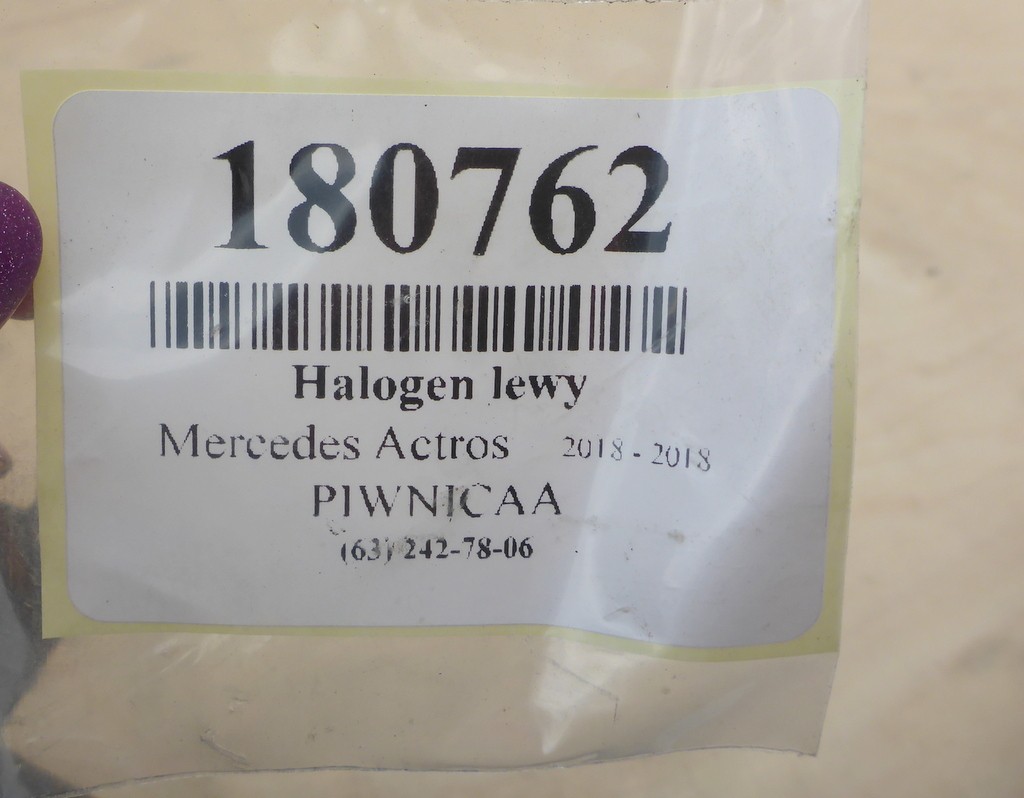 180762
Halogen lewy
Mercedes Actros 2018 - 2018
PIWNICAA
(63) 242-78-06